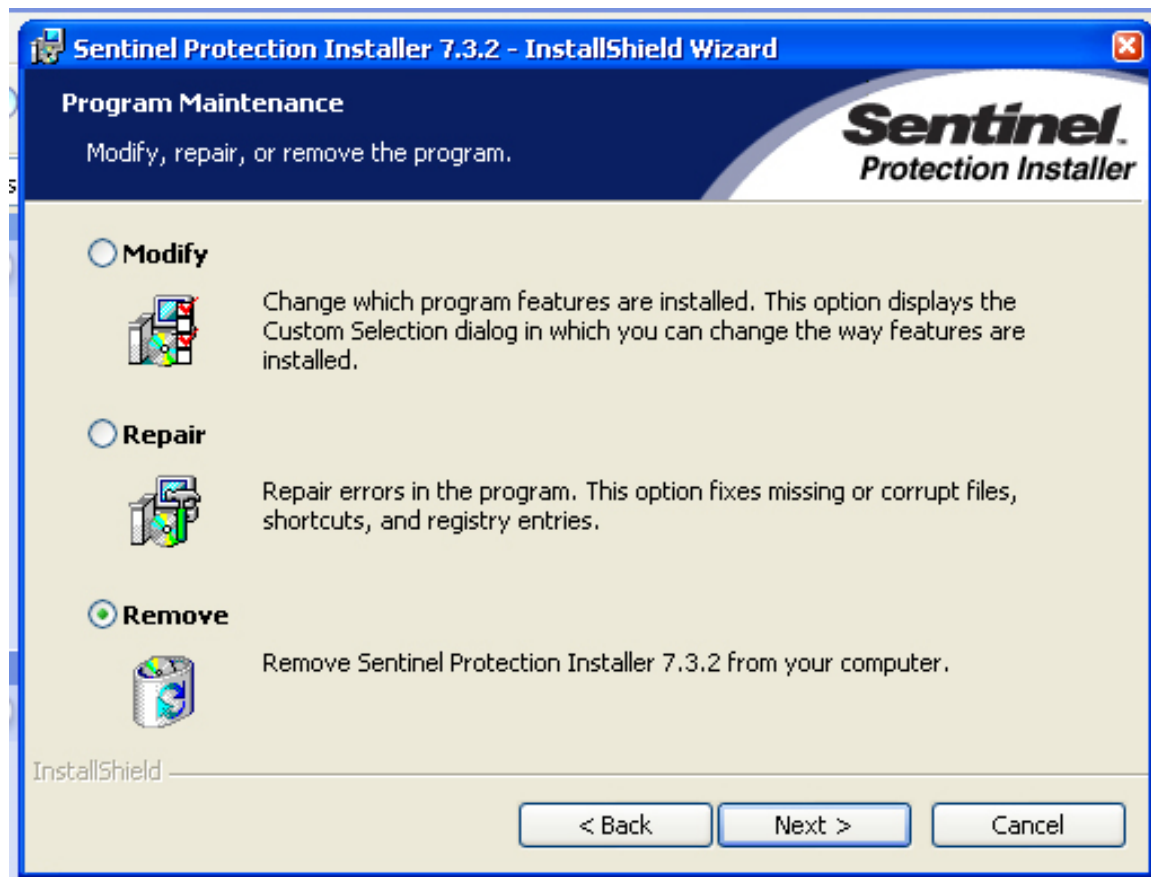 Sentinel Protection Installer 7.3.2 - InstallShield Wizard
Program Maintenance
Modify, repair, or remove the program.
Sentinel.
Protection Installer
s
Modify
Change which program features are installed. This option displays the
Custom Selection dialog in which you can change the way features are
installed.
Repair
Repair errors in the program. This option fixes missing or corrupt files,
shortcuts, and registry entries.
Remove
Remove Sentinel Protection Installer 7.3.2 from your computer.
InstallShield
< Back
Next >
Cancel